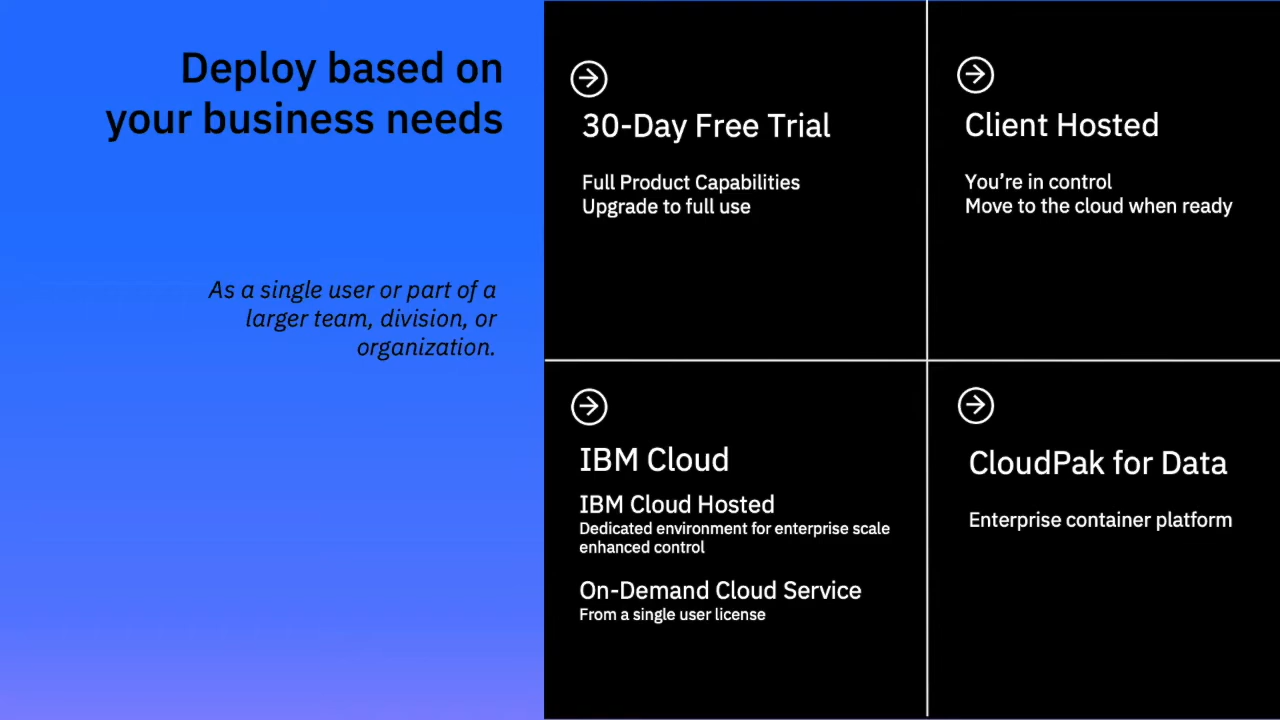 Deploy based on
your business needs
As a single user or part of a
larger team, division, or
organization.
30-Day Free Trial
Full Product Capabilities
Upgrade to full use
Client Hosted
You’re in control
Move to the cloud when ready
IBM Cloud
IBM Cloud Hosted
Dedicated environment for enterprise scale
enhanced control
On-Demand Cloud Service
From a single user license
CloudPak for Data
Enterprise container platform